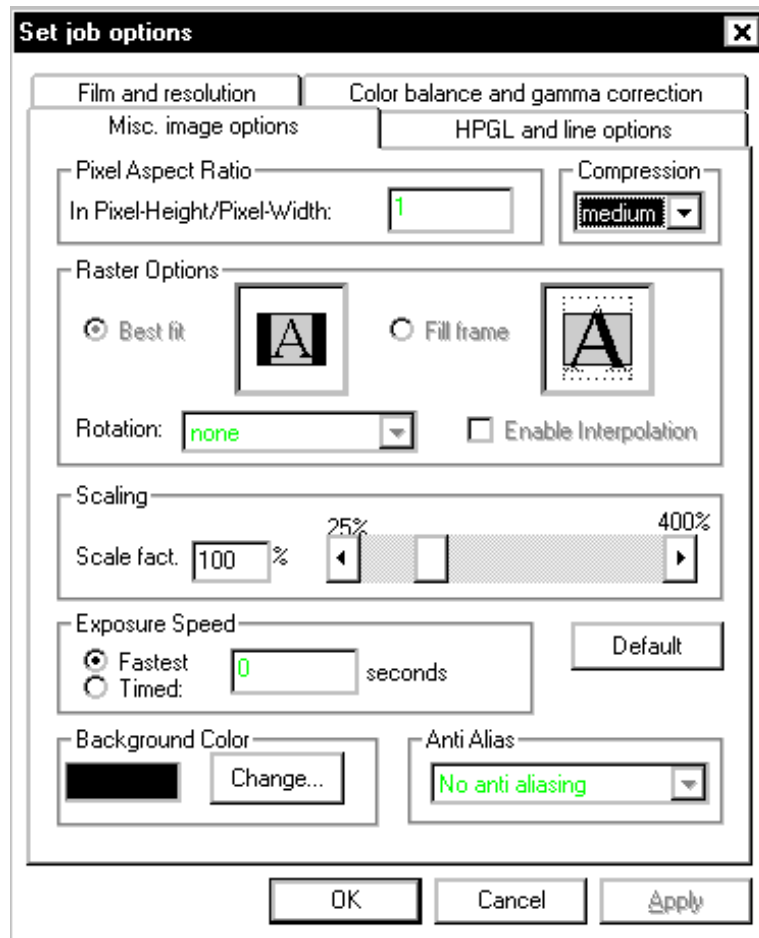 Set job options
Film and resolution
Color balance and gamma correction
Misc. image options
HPGL and line options
Pixel Aspect Ratio
In Pixel-Height/Pixel-Width: 1
Compression
medium
Raster Options
Best fit
A
Fill frame
A
Rotation: none
Enable Interpolation
Scaling
25% 400%
Scale fact. 100 %
Exposure Speed
Fastest
Timed:
0 seconds
Default
Background Color
Change...
Anti Alias
No anti aliasing
OK
Cancel
Apply